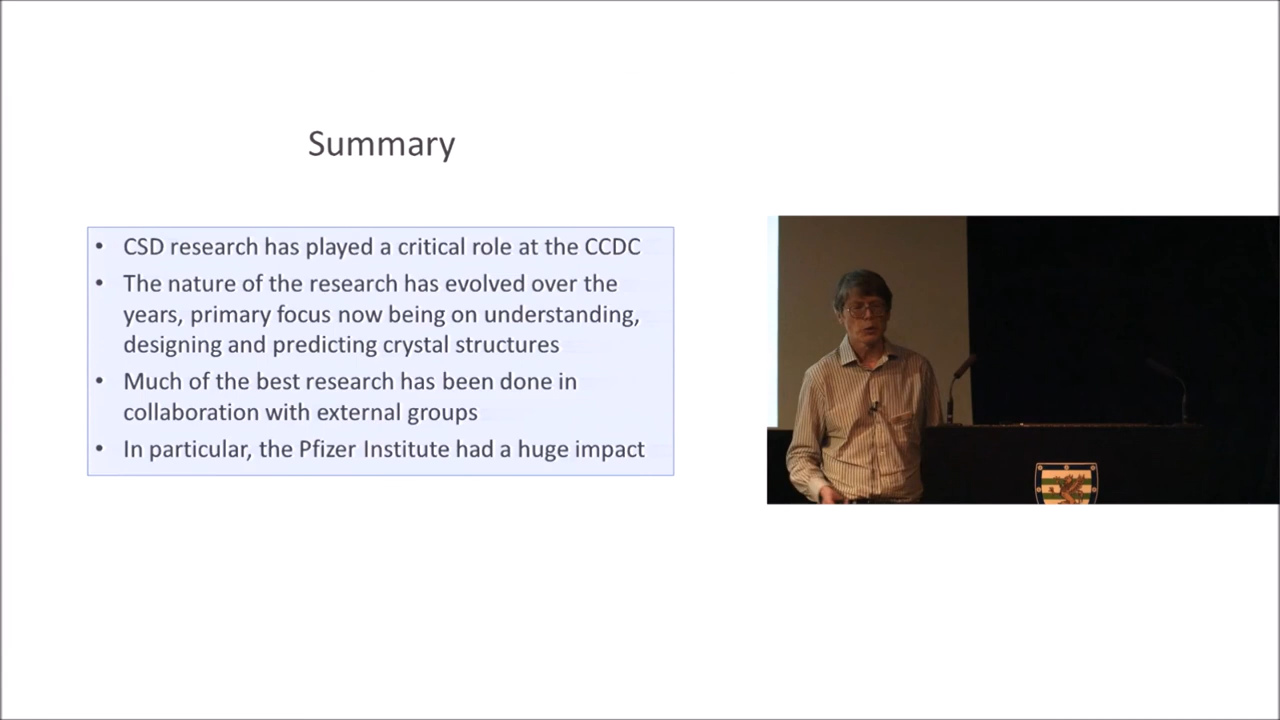 Summary
• CSD research has played a critical role at the CCDC
• The nature of the research has evolved over the
years, primary focus now being on understanding,
designing and predicting crystal structures
• Much of the best research has been done in
collaboration with external groups
• In particular, the Pfizer Institute had a huge impact